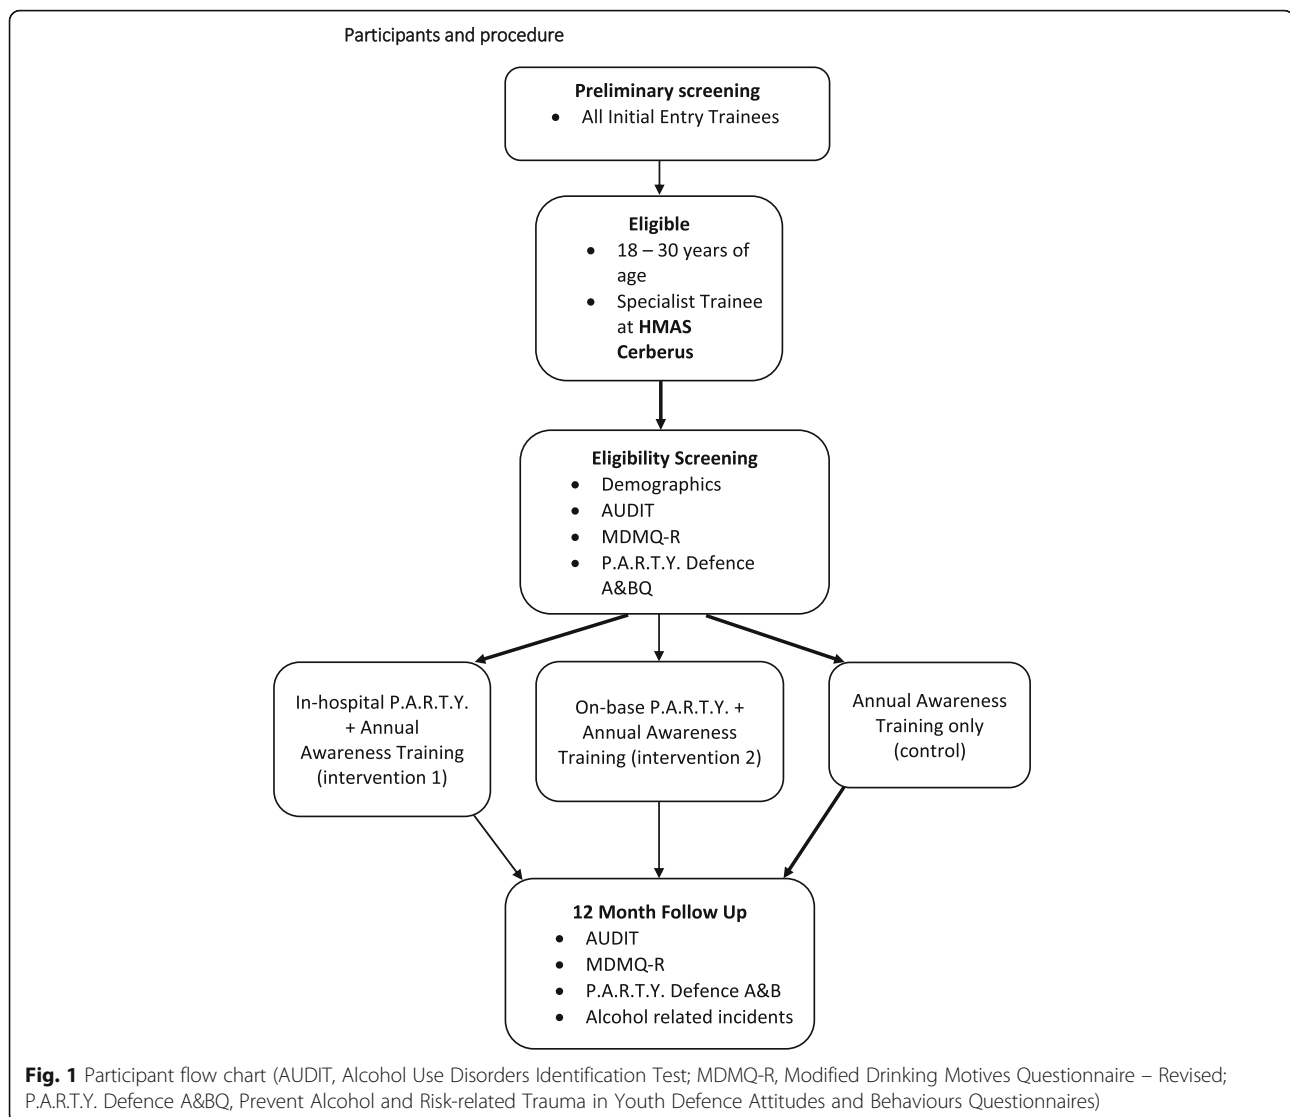 Participants and procedure
Preliminary screening
• All Initial Entry Trainees
Eligible
• 18 – 30 years of
age
• Specialist Trainee
at HMAS
Cerberus
Eligibility Screening
• Demographics
• AUDIT
• MDMQ-R
• P.A.R.T.Y. Defence
A&BQ
In-hospital P.A.R.T.Y.
+ Annual
Awareness Training
(intervention 1)
On-base P.A.R.T.Y. +
Annual Awareness
Training (intervention 2)
Annual Awareness
Training only
(control)
12 Month Follow Up
• AUDIT
• MDMQ-R
• P.A.R.T.Y. Defence A&B
• Alcohol related incidents
Fig. 1 Participant flow chart (AUDIT, Alcohol Use Disorders Identification Test; MDMQ-R, Modified Drinking Motives Questionnaire – Revised;
P.A.R.T.Y. Defence A&BQ, Prevent Alcohol and Risk-related Trauma in Youth Defence Attitudes and Behaviours Questionnaires)